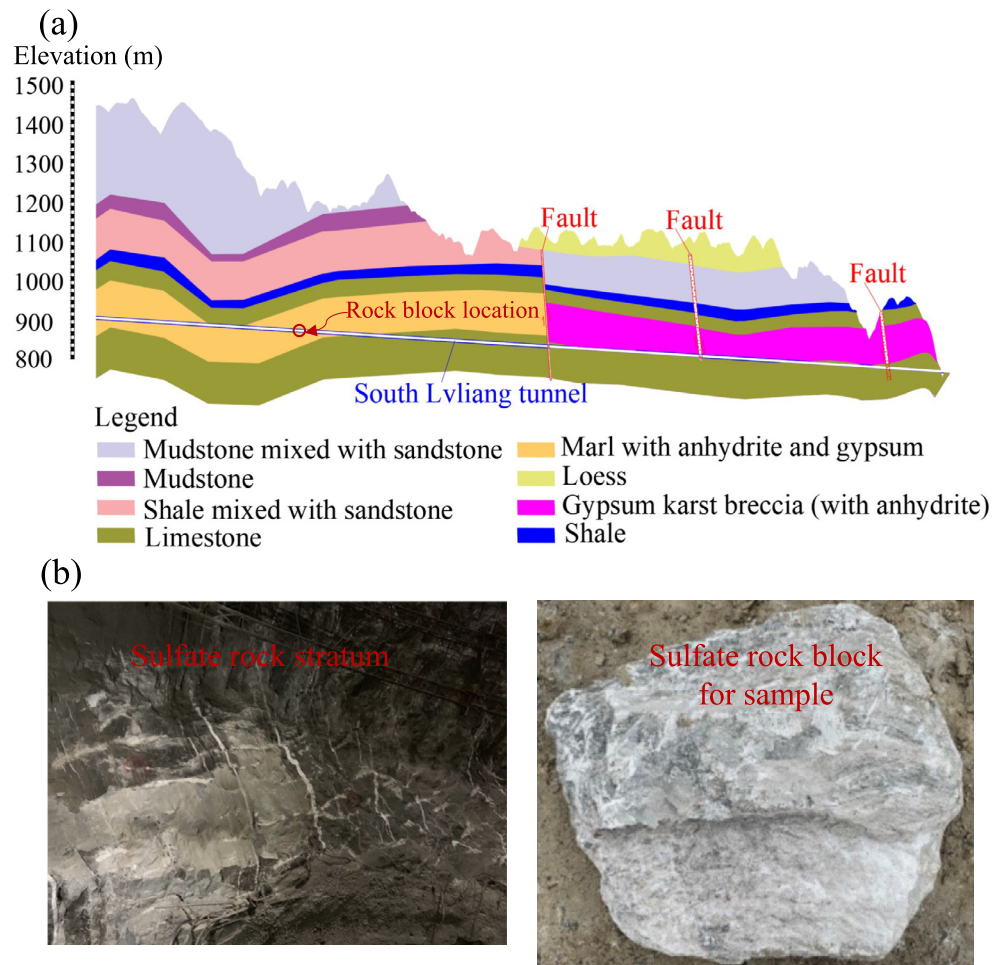 (a)
Elevation (m)
1500
1400
1300
1200
1100
1000
900
800
Fault
Fault
Fault
Rock block location
South Lvliang tunnel
Legend
Mudstone mixed with sandstone
Marl with anhydrite and gypsum
Mudstone
Loess
Shale mixed with sandstone
Gypsum karst breccia (with anhydrite)
Limestone
Shale
(b)
Sulfate rock stratum
Sulfate rock block
for sample